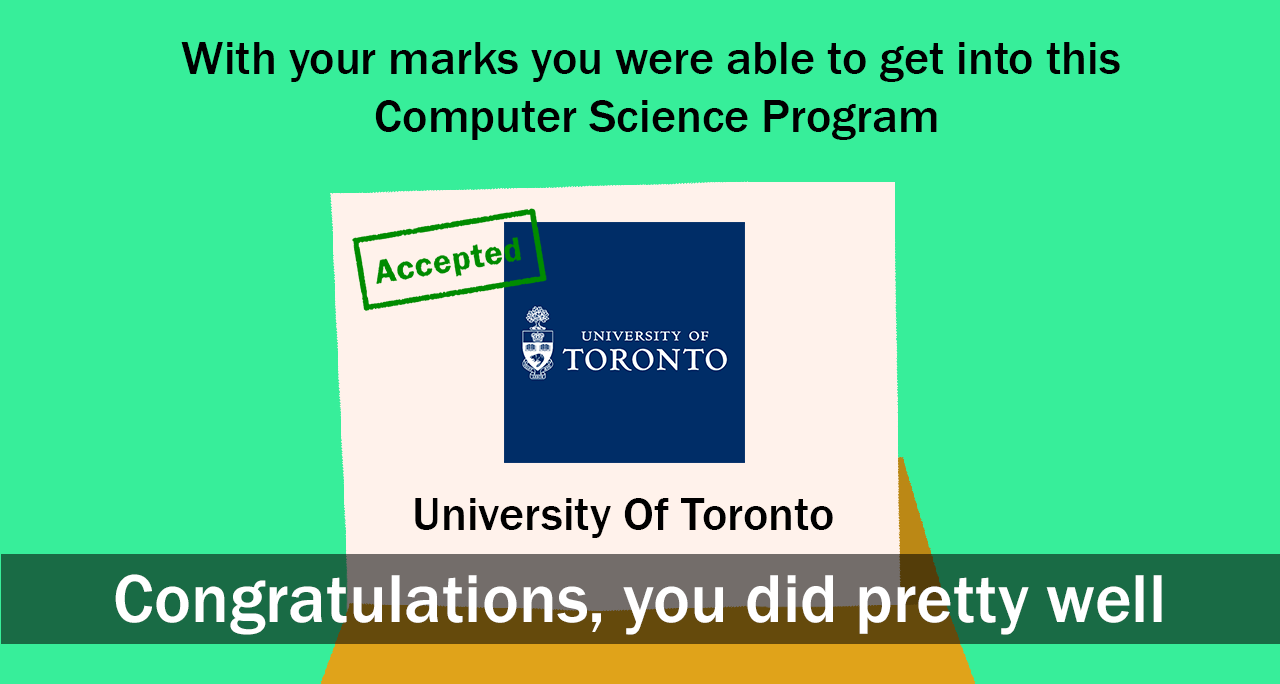 With your marks you were able to get into this
Computer Science Program
Accepted
UNIVERSITY OF
TORONTO
University Of Toronto
Congratulations, you did pretty well